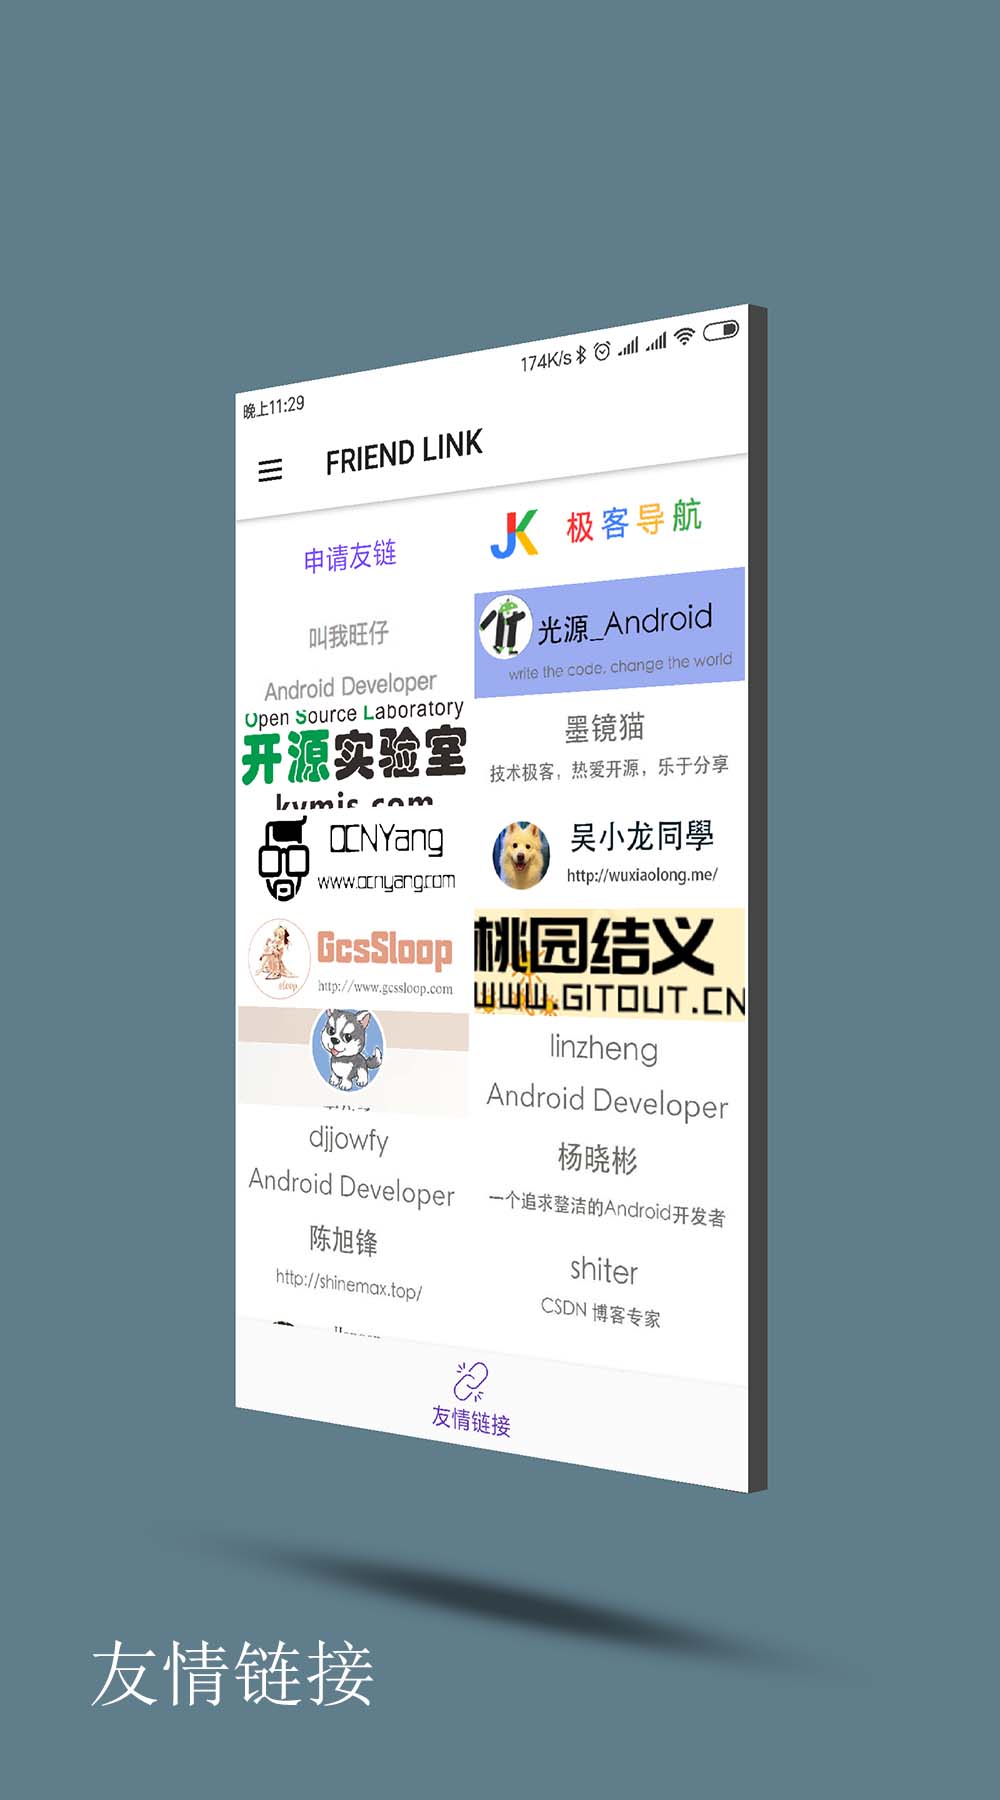 晚上11:29
174K/s
FRIEND LINK
申请友链
JK 极客导航
叫我旺仔
Android Developer
光源_Android
write the code, change the world
Open Source Laboratory
开源实验室
kymjs.com
墨镜猫
技术极客，热爱开源，乐于分享
OCNYang
www.ocnyang.com
吴小龙同學
http://wuxiaolong.me/
GcsSloop
sloop
http://www.gcssloop.com
桃园结义
WWW.GITOUT.CN
linzheng
Android Developer
djjowfy
Android Developer
杨晓彬
一个追求整洁的Android开发者
陈旭锋
http://shinemax.top/
shiter
CSDN 博客专家
友情链接
友情链接